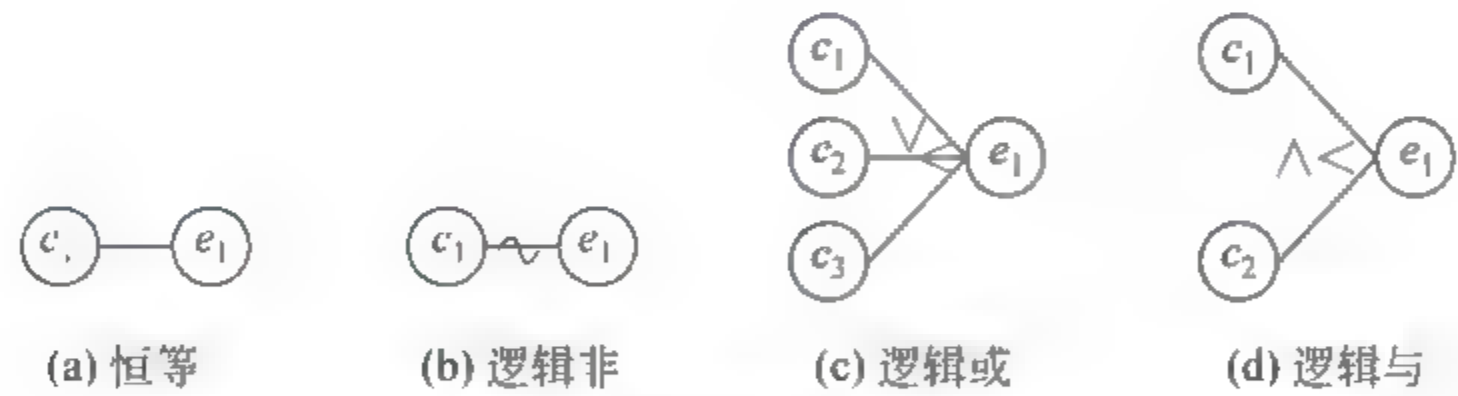 c₁ e₁
c₁ e₁
c₁ c₂ c₃ ∨ e₁
c₁ c₂ ∧ e₁
(a) 恒等
(b) 逻辑非
(c) 逻辑或
(d) 逻辑与